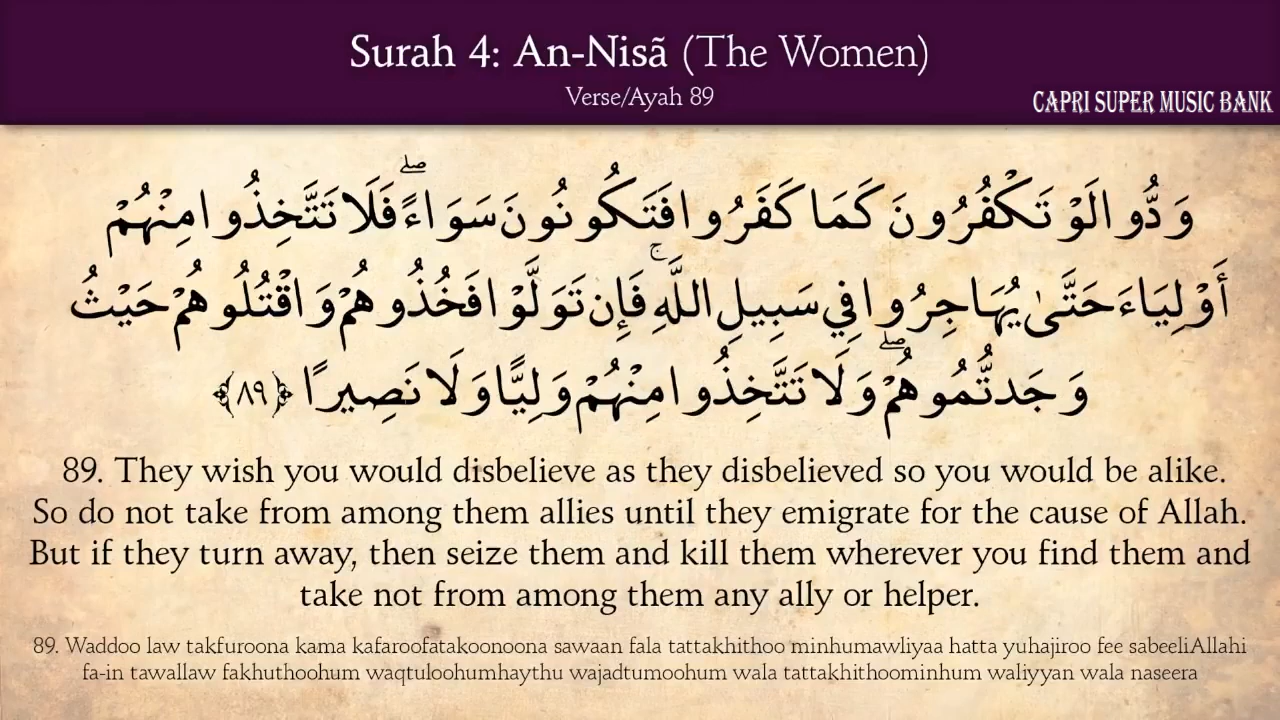 Surah 4: An-Nisã (The Women)
Verse/Ayah 89
CAPRI SUPER MUSIC BANK
وَدُّوا لَوْ تَكْفُرُونَ كَمَا كَفَرُوا فَتَكُونُونَ سَوَاءً ۖ فَلَا تَتَّخِذُوا مِنْهُمْ
أَوْلِيَاءَ حَتَّىٰ يُهَاجِرُوا فِي سَبِيلِ اللَّهِ ۚ فَإِن تَوَلَّوْا فَخُذُوهُمْ وَاقْتُلُوهُمْ حَيْثُ
وَجَدتُّمُوهُمْ ۖ وَلَا تَتَّخِذُوا مِنْهُمْ وَلِيًّا وَلَا نَصِيرًا ﴿٨٩﴾
89. They wish you would disbelieve as they disbelieved so you would be alike.
So do not take from among them allies until they emigrate for the cause of Allah.
But if they turn away, then seize them and kill them wherever you find them and
take not from among them any ally or helper.
89. Waddoo law takfuroona kama kafaroofatakoonoona sawaan fala tattakhithoo minhumawliyaa hatta yuhajiroo fee sabeeliAllahi
fa-in tawallaw fakhuthoohum waqtuloohumhaythu wajadtumoohum wala tattakhithoominhum waliyyan wala naseera